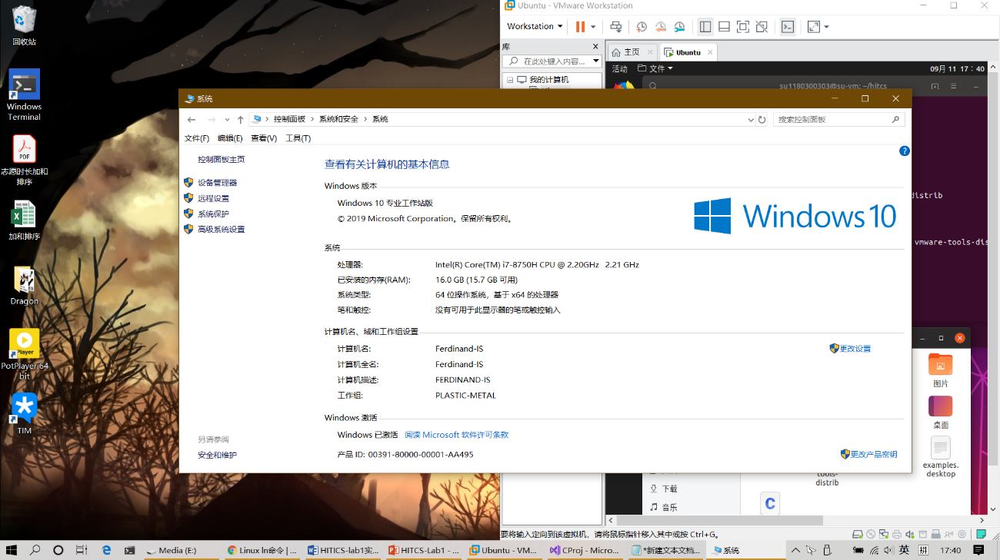 回收站
Windows
Terminal
志愿时长加和
排序
加和排序
Dragon
PotPlayer 64
bit
TIM
Ubuntu - VMware Workstation
Workstation
库
在此处键入内容...
我的计算机
主页
Ubuntu
活动
文件
09月 11 17：40
su1180300303@su-vm: ~/hitcs
系统
控制面板
系统和安全
系统
搜索控制面板
文件(F) 编辑(E) 查看(V) 工具(T)
控制面板主页
设备管理器
远程设置
系统保护
高级系统设置
另请参阅
安全和维护
查看有关计算机的基本信息
Windows 版本
Windows 10 专业工作站版
© 2019 Microsoft Corporation。保留所有权利。
Windows 10
系统
处理器: Intel(R) Core(TM) i7-8750H CPU @ 2.20GHz 2.21 GHz
已安装的内存(RAM): 16.0 GB (15.7 GB 可用)
系统类型: 64 位操作系统，基于 x64 的处理器
笔和触控: 没有可用于此显示器的笔或触控输入
计算机名、域和工作组设置
计算机名: Ferdinand-IS
更改设置
计算机全名: Ferdinand-IS
计算机描述: FERDINAND-IS
工作组: PLASTIC-METAL
Windows 激活
Windows 已激活 阅读 Microsoft 软件许可条款
产品 ID: 00391-80000-00001-AA495
更改产品密钥
distrib
vmware-tools-dis
图片
桌面
examples.
desktop
tools-
distrib
下载
音乐
要将输入定向到该虚拟机，请将鼠标指针移入其中或按 Ctrl+G。
Media (E:)
Linux ln命令 | ...
HITICS-lab1实...
HITCS-Lab1 - ...
Ubuntu - VM...
CProj - Micros...
*新建文本文档...
系统
英
拼
17:40